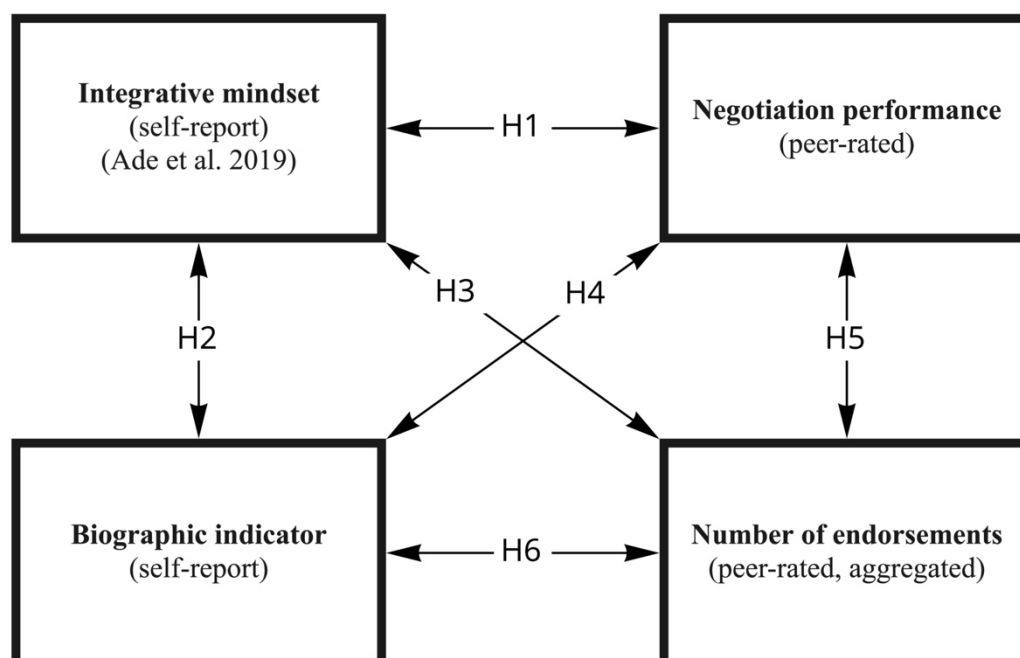 Integrative mindset
(self-report)
(Ade et al. 2019)
H1
Negotiation performance
(peer-rated)
H2
H3
H4
H5
Biographic indicator
(self-report)
H6
Number of endorsements
(peer-rated, aggregated)